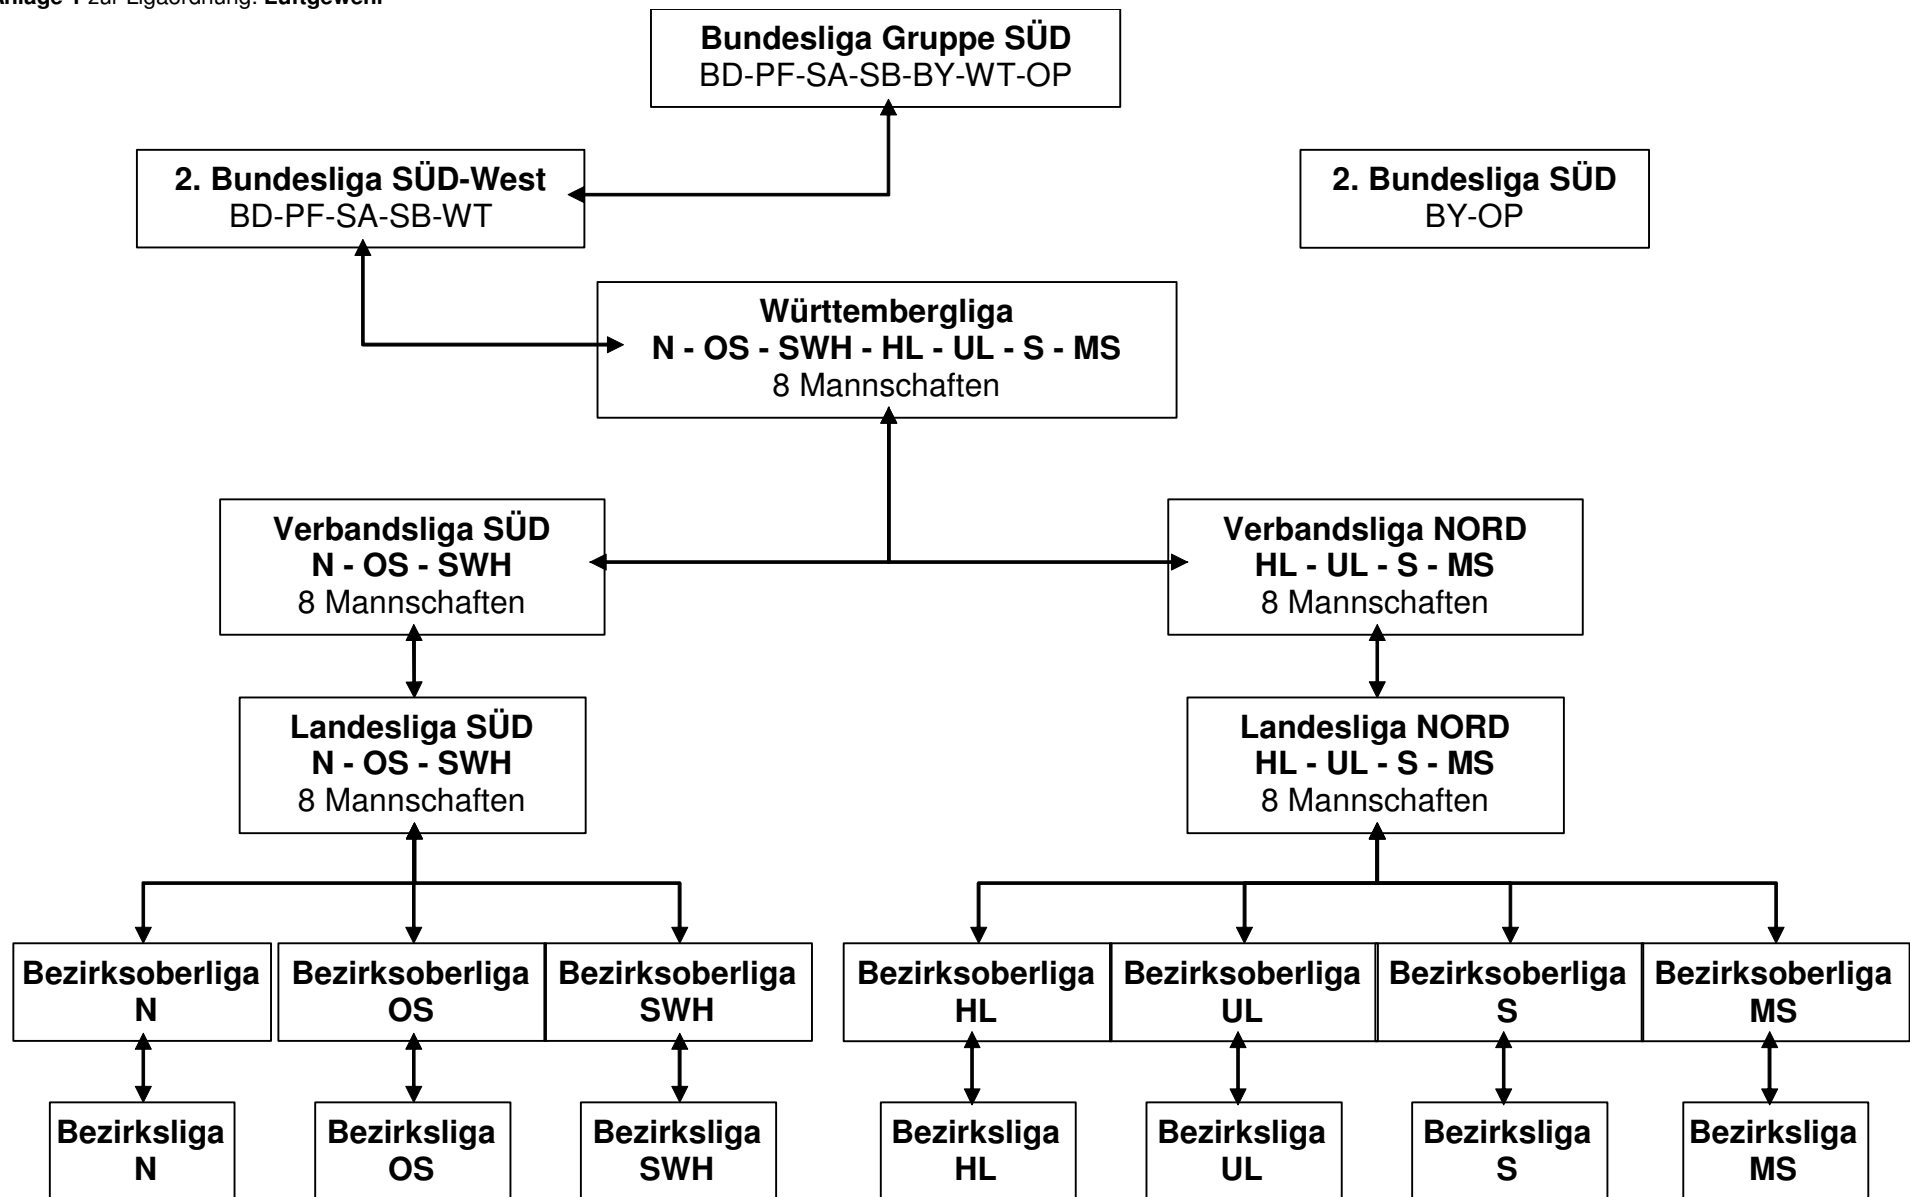 zur Ligaordnung: Luftgewehr
Bundesliga Gruppe SÜD
BD-PF-SA-SB-BY-WT-OP
2. Bundesliga SÜD-West
BD-PF-SA-SB-WT
2. Bundesliga SÜD
BY-OP
Württembergliga
N - OS - SWH - HL - UL - S - MS
8 Mannschaften
Verbandsliga SÜD
N - OS - SWH
8 Mannschaften
Verbandsliga NORD
HL - UL - S - MS
8 Mannschaften
Landesliga SÜD
N - OS - SWH
8 Mannschaften
Landesliga NORD
HL - UL - S - MS
8 Mannschaften
Bezirksoberliga
N
Bezirksoberliga
OS
Bezirksoberliga
SWH
Bezirksoberliga
HL
Bezirksoberliga
UL
Bezirksoberliga
S
Bezirksoberliga
MS
Bezirksliga
N
Bezirksliga
OS
Bezirksliga
SWH
Bezirksliga
HL
Bezirksliga
UL
Bezirksliga
S
Bezirksliga
MS